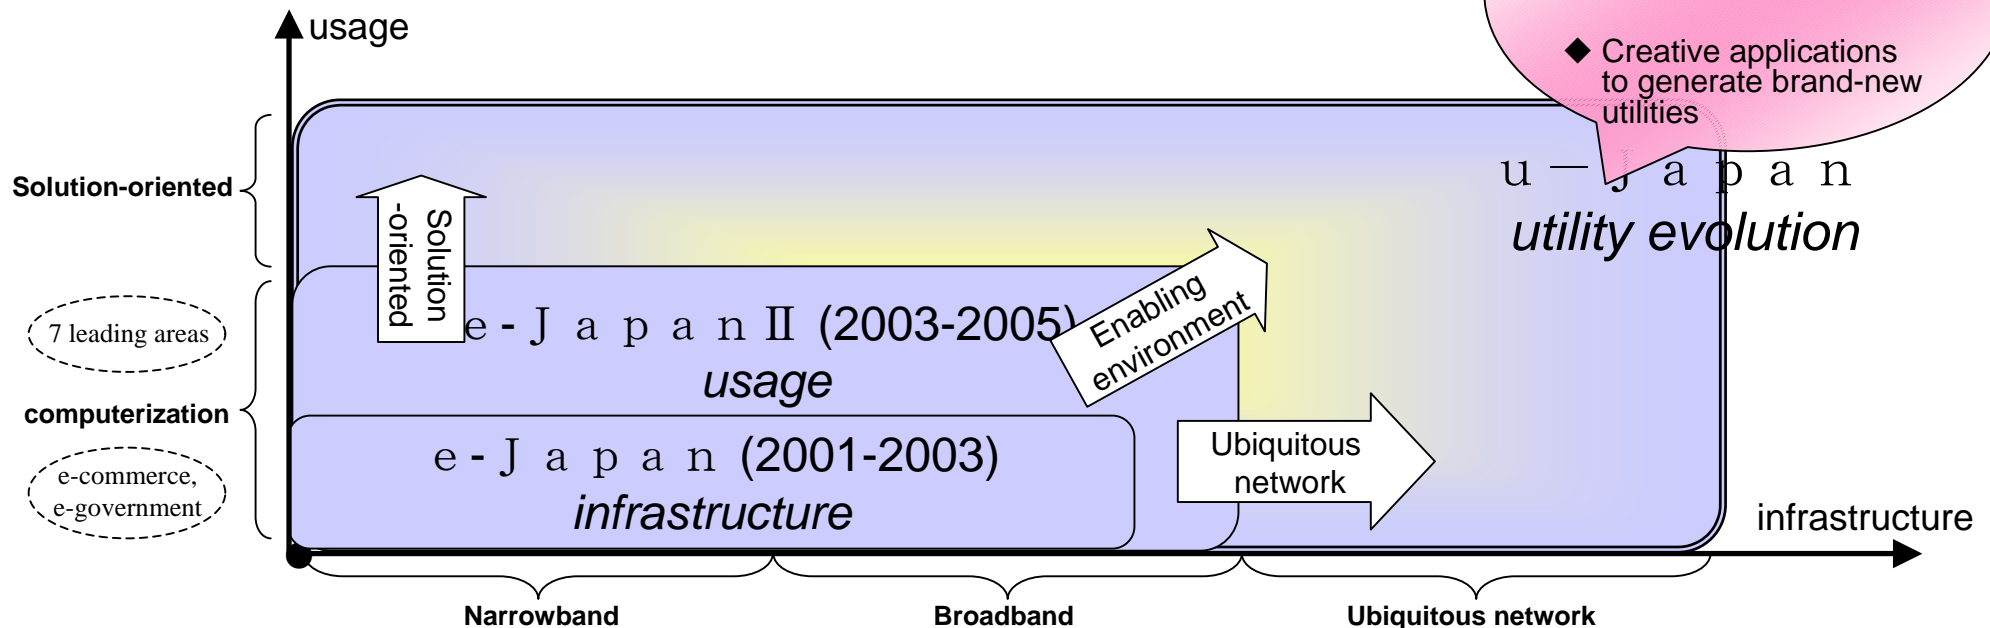 usage
◆ Creative applications
to generate brand-new
utilities
Solution-oriented
u－Japan
utility evolution
Solution
-oriented
Enabling
environment
7 leading areas
e-JapanⅡ (2003-2005)
usage
computerization
e-Japan (2001-2003)
infrastructure
Ubiquitous
network
e-commerce,
e-government
infrastructure
Narrowband
Broadband
Ubiquitous network